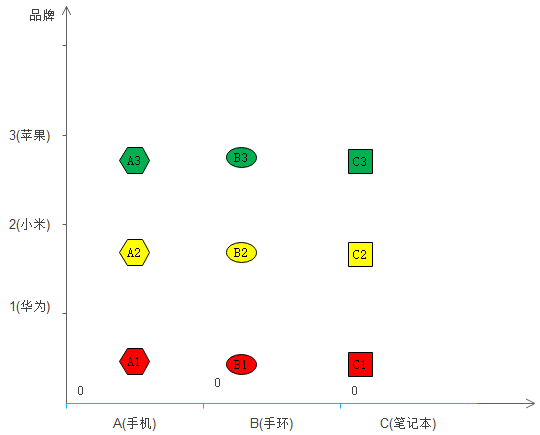 品牌
3(苹果)
A3
B3
C3
2(小米)
A2
B2
C2
1(华为)
A1
B1
C1
0
0
0
A(手机)
B(手环)
C(笔记本)